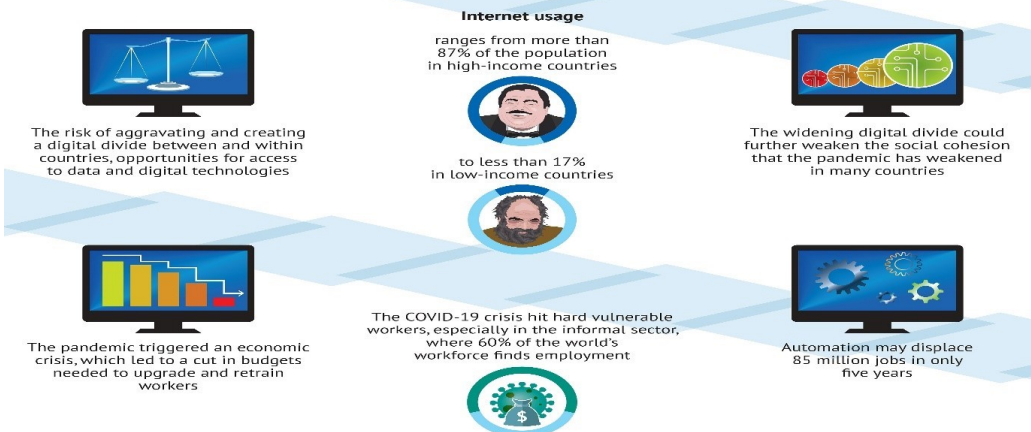 Internet usage
ranges from more than
87% of the population
in high-income countries
The risk of aggravating and creating
a digital divide between and within
countries, opportunities for access
to data and digital technologies
to less than 17%
in low-income countries
The widening digital divide could
further weaken the social cohesion
that the pandemic has weakened
in many countries
The pandemic triggered an economic
crisis, which led to a cut in budgets
needed to upgrade and retrain
workers
The COVID-19 crisis hit hard vulnerable
workers, especially in the informal sector,
where 60% of the world's
workforce finds employment
$
Automation may displace
85 million jobs in only
five years